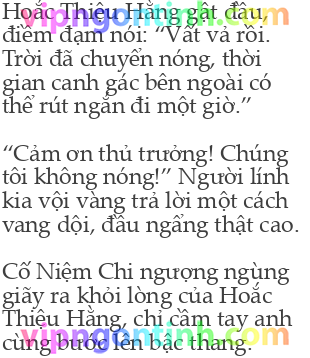 Hoắc Thiệu Hằng gật đầu,
điềm đạm nói: “Vất vả rồi.
Trời đã chuyển nóng, thời
gian canh gác bên ngoài có
thể rút ngắn đi một giờ.”
“Cảm ơn thủ trưởng! Chúng
tôi không nóng!” Người lính
kia vội vàng trả lời một cách
vang dội, đầu ngẩng thật cao.
Cố Niệm Chi ngượng ngùng
giãy ra khỏi lòng của Hoắc
Thiệu Hằng, chỉ cầm tay anh
cùng bước lên bậc thang.
vipngontinh.com
vipngontinh.com